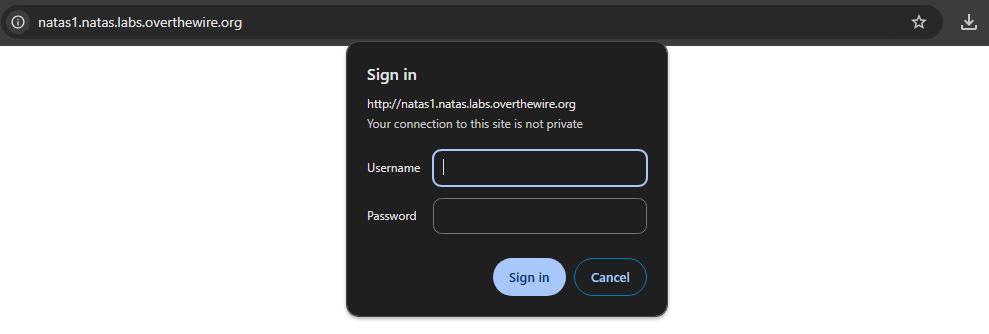 natas1.natas.labs.overthewire.org
Sign in
http://natas1.natas.labs.overthewire.org
Your connection to this site is not private
Username
Password
Sign in Cancel